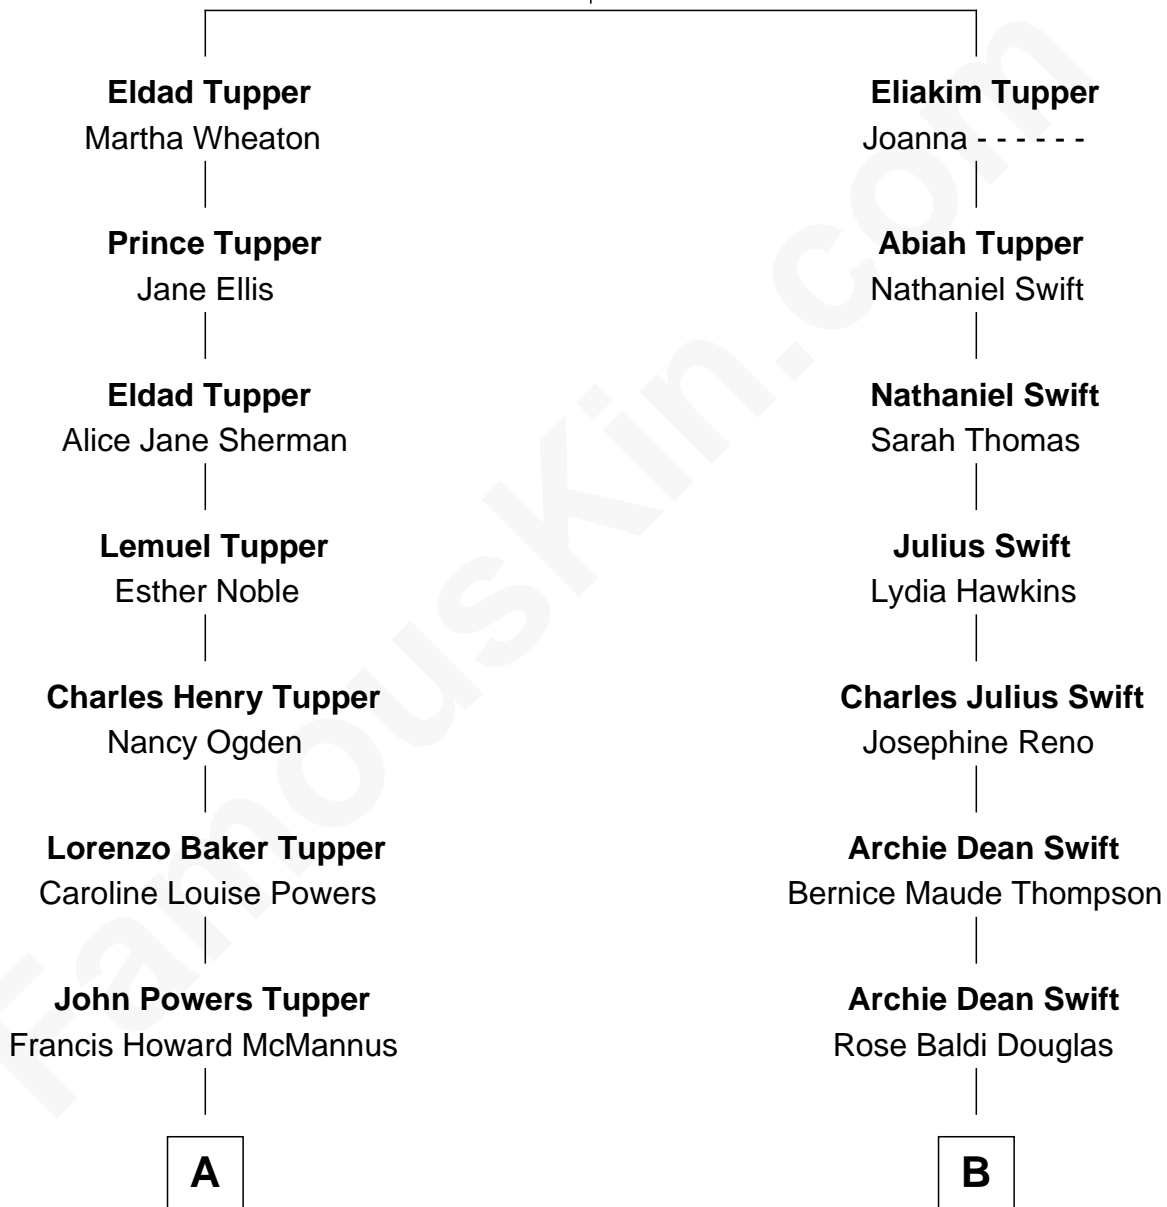 Eldad Tupper
Martha Wheaton
Prince Tupper
Jane Ellis
Eldad Tupper
Alice Jane Sherman
Lemuel Tupper
Esther Noble
Charles Henry Tupper
Nancy Ogden
Lorenzo Baker Tupper
Caroline Louise Powers
John Powers Tupper
Francis Howard McMannus
A
Eliakim Tupper
Joanna - - - - - -
Abiah Tupper
Nathaniel Swift
Nathaniel Swift
Sarah Thomas
Julius Swift
Lydia Hawkins
Charles Julius Swift
Josephine Reno
Archie Dean Swift
Bernice Maude Thompson
Archie Dean Swift
Rose Baldi Douglas
B
FamousKin.com